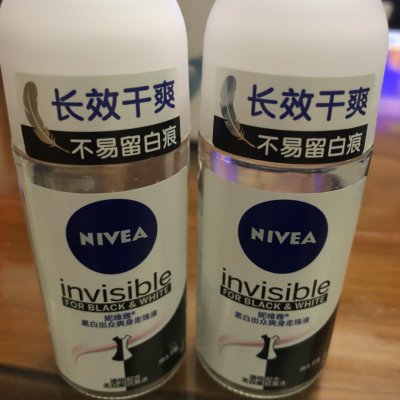 长效干爽
不易留白痕
NIVEA
invisible
FOR BLACK & WHITE
妮维雅®
黑白出众爽身走珠液
长效干爽
不易留白痕
NIVEA
invisible
FOR BLACK & WHITE
妮维雅®
黑白出众爽身走珠液